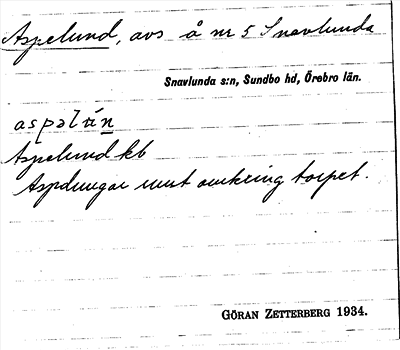 Aspelund, avs å nr 5 Snavlunda
Snavlunda s:n, Sundbo hd, Örebro län.
aspəlún
Aspelund kb
Aspdungar runt omkring torpet.
GÖRAN ZETTERBERG 1934.